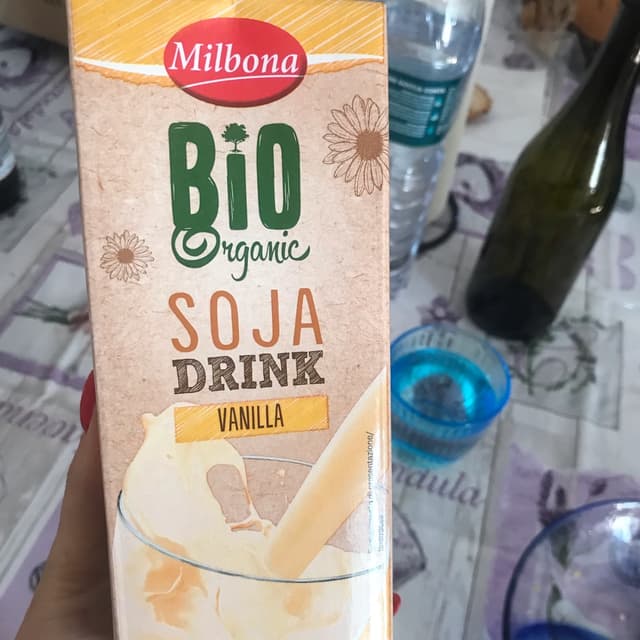 Milbona
BiO
Organic
SOJA
DRINK
VANILLA